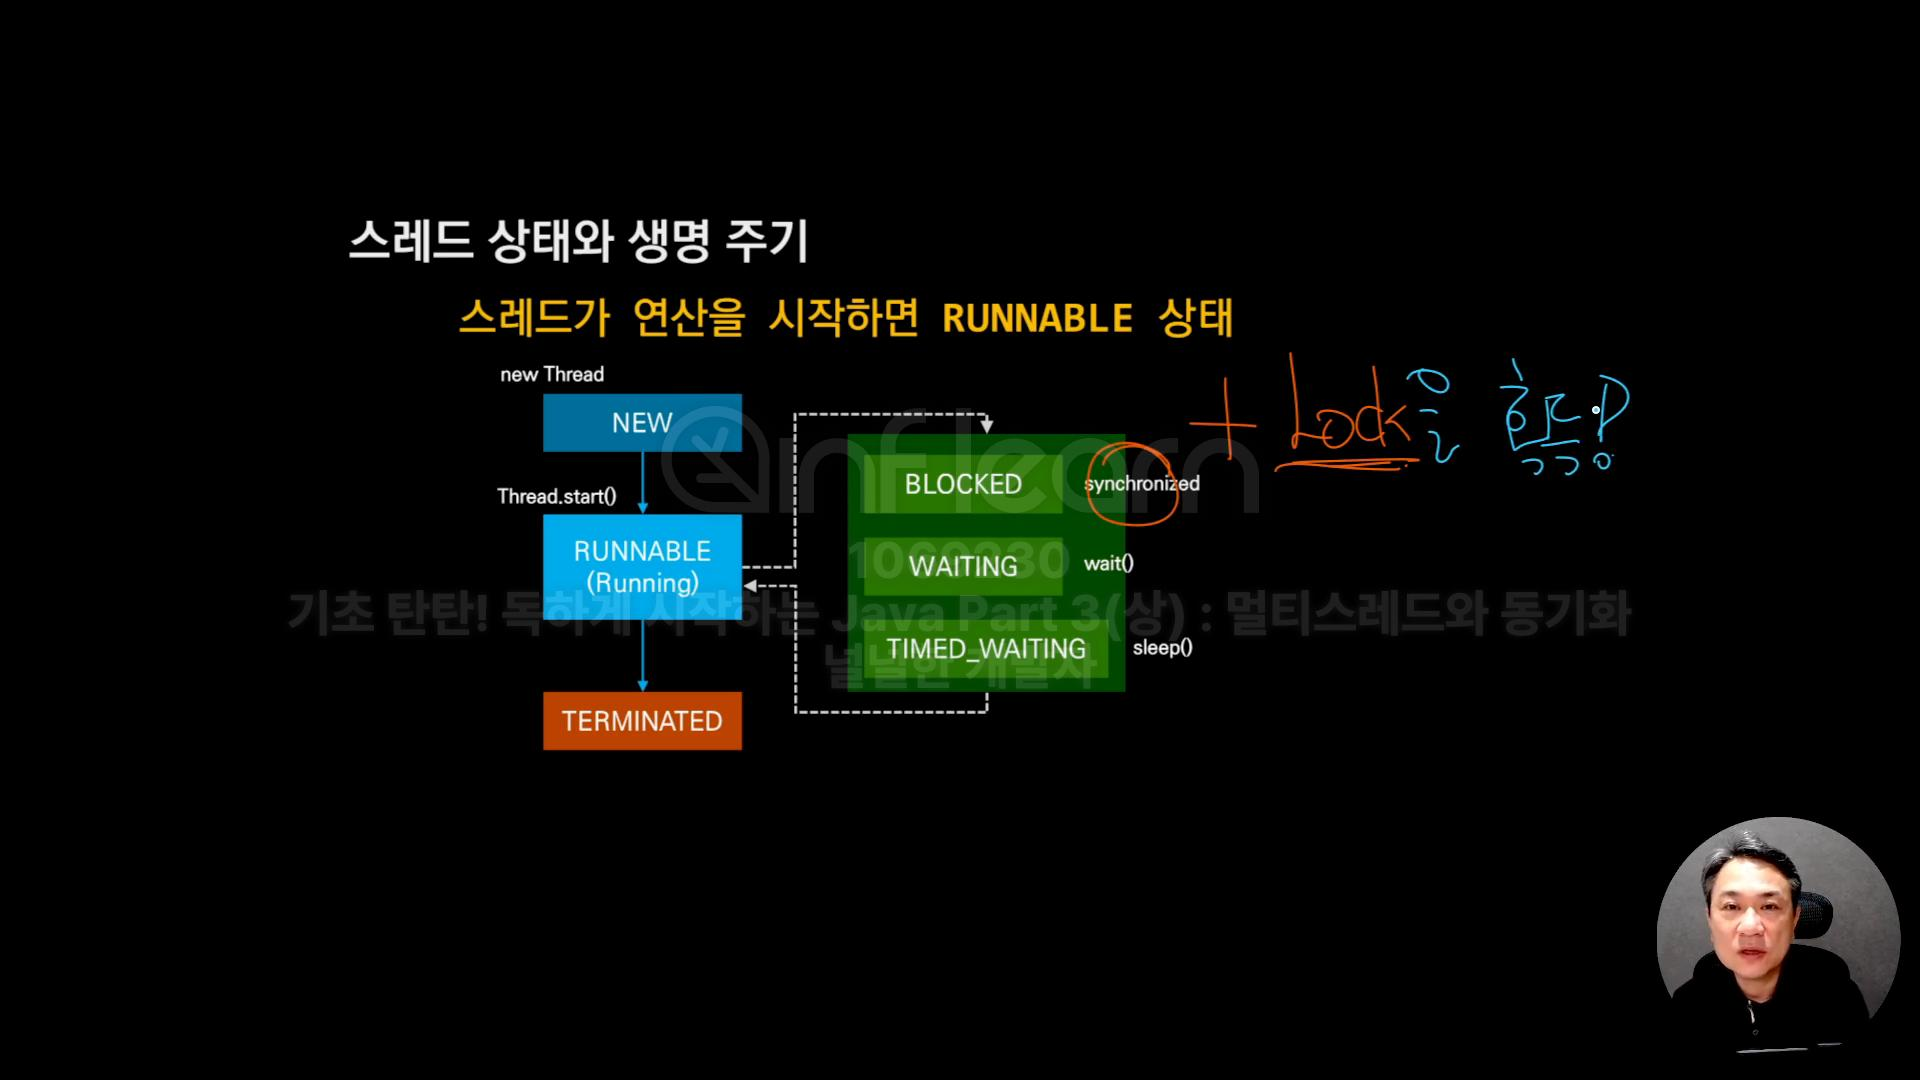 스레드 상태와 생명 주기
스레드가 연산을 시작하면 RUNNABLE 상태
new Thread
NEW
Thread.start()
RUNNABLE
(Running)
TERMINATED
BLOCKED
synchronized
WAITING
wait()
TIMED_WAITING
sleep()
+ Lock을
inflearn
1069230
기초 탄탄! 독하게 시작하는 Java Part 3(상) : 멀티스레드와 동기화
널널한 개발자